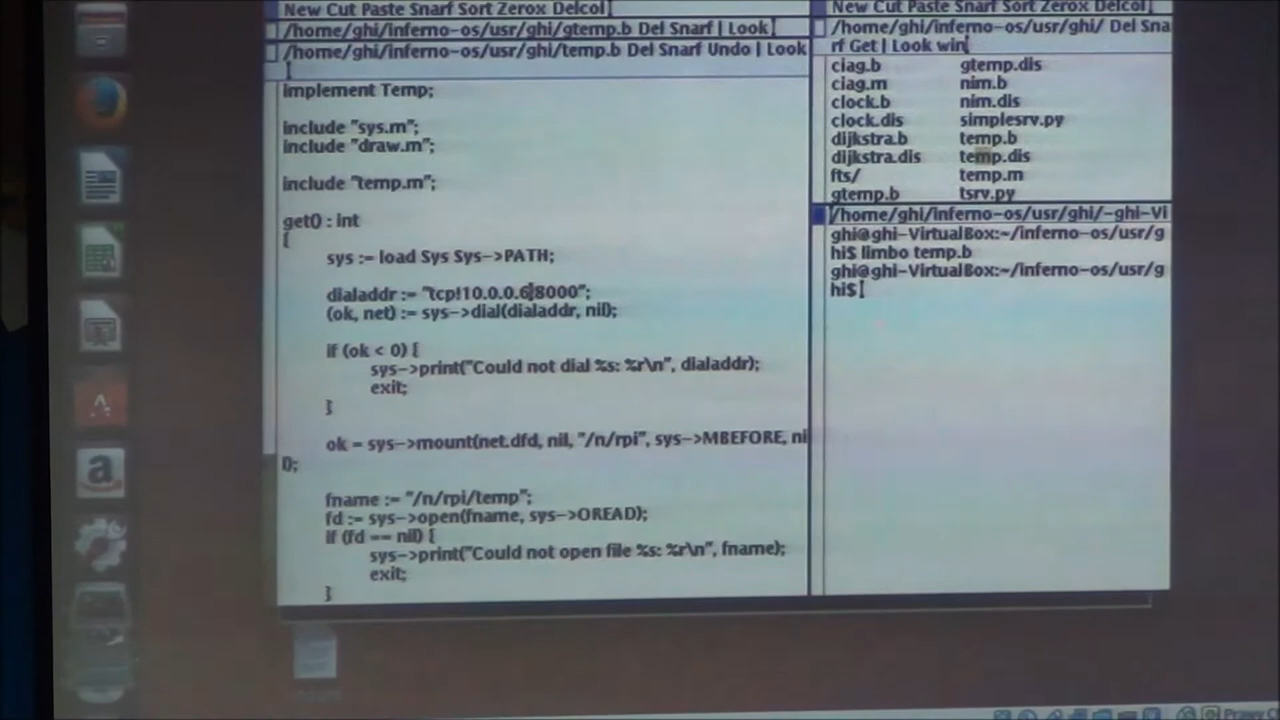 New Cut Paste Snarf Sort Zerox Delcol
/home/ghi/inferno-os/usr/ghi/gtemp.b Del Snarf | Look
/home/ghi/inferno-os/usr/ghi/temp.b Del Snarf Undo | Look
implement Temp;
include "sys.m";
include "draw.m";
include "temp.m";
get() : int
{
sys := load Sys Sys->PATH;
dialaddr := "tcp!10.0.0.6!8000";
(ok, net) := sys->dial(dialaddr, nil);
if (ok < 0) {
sys->print("Could not dial %s: %r\n", dialaddr);
exit;
}
ok = sys->mount(net.dfd, nil, "/n/rpi", sys->MBEFORE, ni
l);
fname := "/n/rpi/temp";
fd := sys->open(fname, sys->OREAD);
if (fd == nil) {
sys->print("Could not open file %s: %r\n", fname);
exit;
}
New Cut Paste Snarf Sort Zerox Delcol
/home/ghi/inferno-os/usr/ghi/ Del Sna
rf Get | Look win
ciag.b gtemp.dis
ciag.m nim.b
clock.b nim.dis
clock.dis simplesrv.py
dijkstra.b temp.b
dijkstra.dis temp.dis
fts/ temp.m
gtemp.b tsrv.py
/home/ghi/inferno-os/usr/ghi/-ghi-Vi
ghi@ghi-VirtualBox:~/inferno-os/usr/g
hi$ limbo temp.b
ghi@ghi-VirtualBox:~/inferno-os/usr/g
hi$